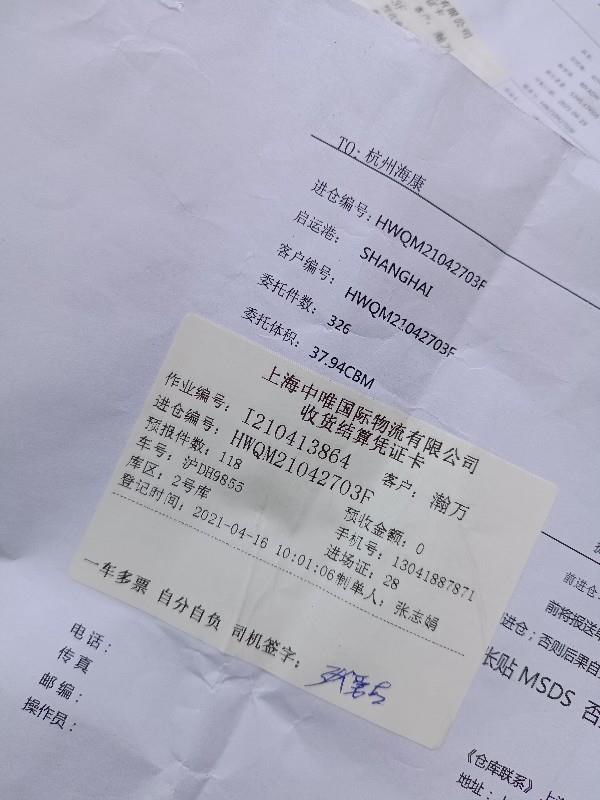 TO: 杭州海康
进仓编号: HWQM21042703F
启运港: SHANGHAI
客户编号: HWQM21042703F
委托件数: 326
委托体积: 37.94CBM
上海中唯国际物流有限公司
收货结算凭证卡
作业编号: I210413864 客户: 瀚万
进仓编号: HWQM21042703F
预报件数: 118 预收金额: 0
车号: 沪DH9855 手机号: 13041887871
库区: 2号库 进场证: 28
登记时间: 2021-04-16 10:01:06 制单人: 张志娟
一车多票 自分自负 司机签字:
电话:
传真
邮编:
操作员:
前进仓
前将报送
进仓;否则后果自
张贴 MSDS 否
《仓库联系》上
地址: